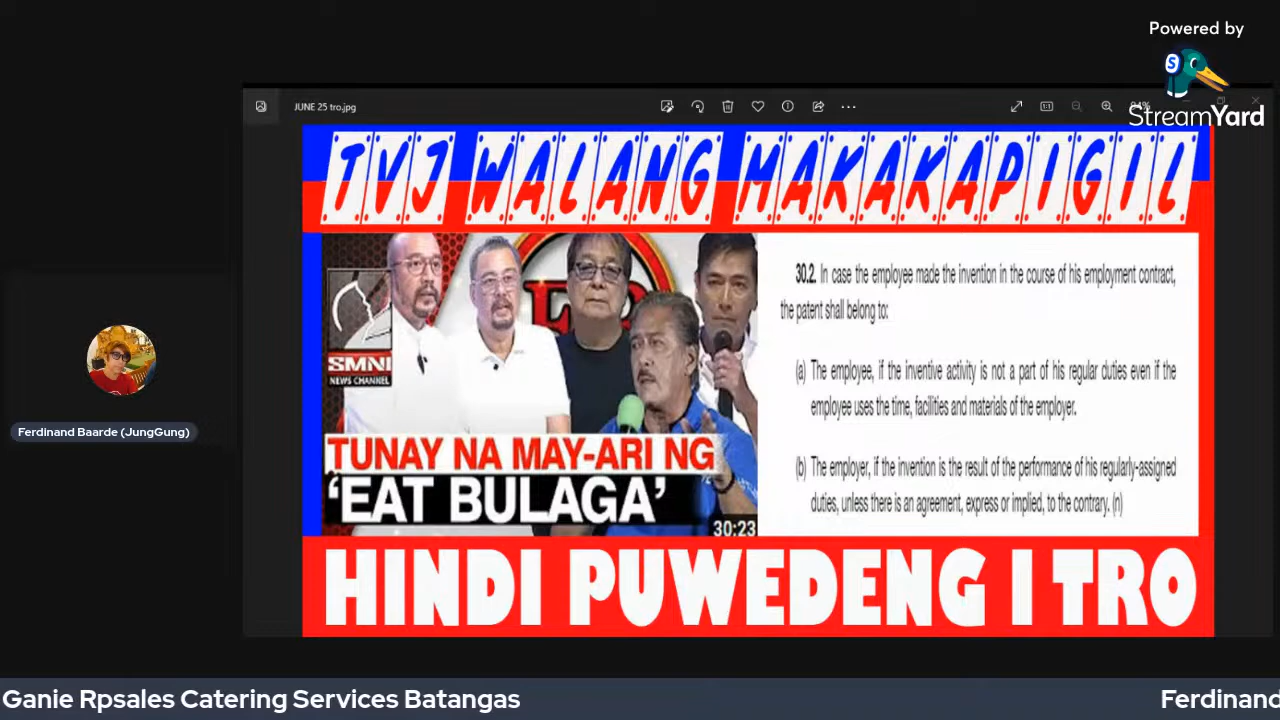 Powered by
StreamYard
JUNE 25 tro.jpg
TVJ WALANG MAKAKAPIGIL
SMNI
NEWS CHANNEL
TUNAY NA MAY-ARI NG
‘EAT BULAGA’
30:23
30.2. In case the employee made the invention in the course of his employment contract,
the patent shall belong to:
(a) The employee, if the inventive activity is not a part of his regular duties even if the
employee uses the time, facilities and materials of the employer.
(b) The employer, if the invention is the result of the performance of his regularly-assigned
duties, unless there is an agreement, express or implied, to the contrary. (n)
HINDI PUWEDENG I TRO
Ferdinand Baarde (JungGung)
Ganie Rpsales Catering Services Batangas
Ferdinand